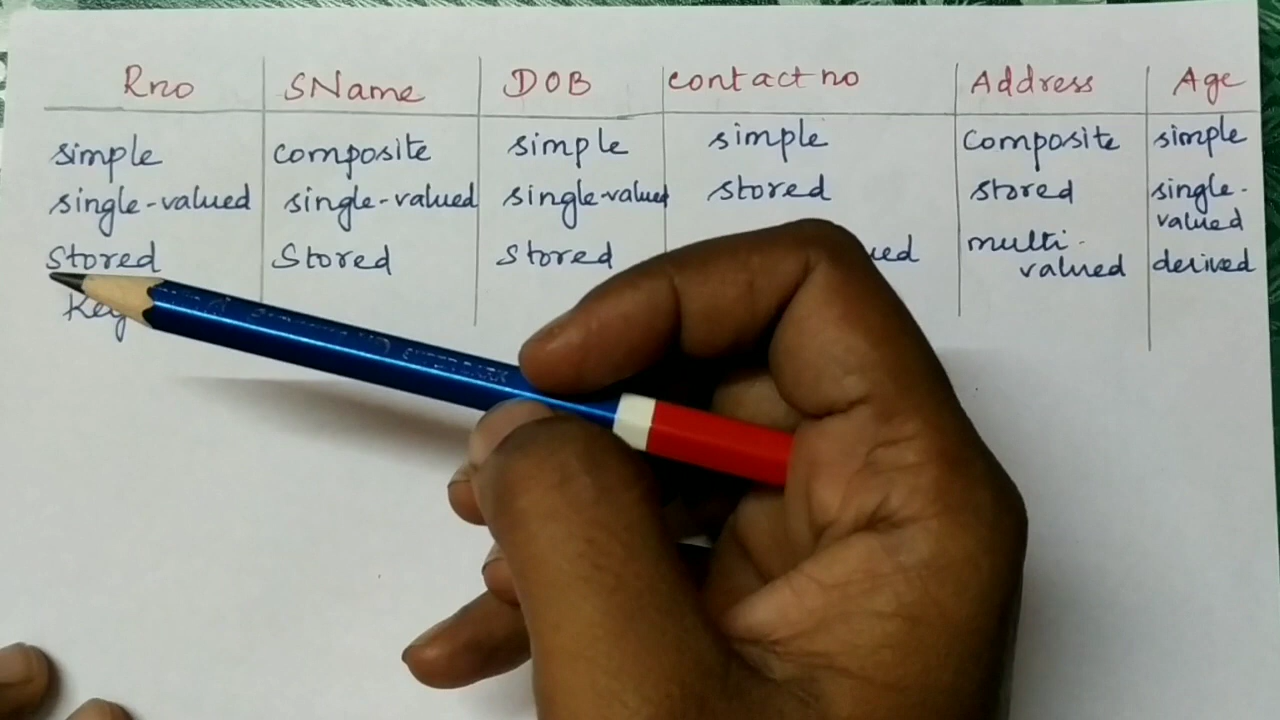 Rno SName DOB contact no Address Age
simple composite simple simple composite simple
single-valued single-valued single-valued stored stored single-valued
Stored Stored Stored multi-valued derived
Key